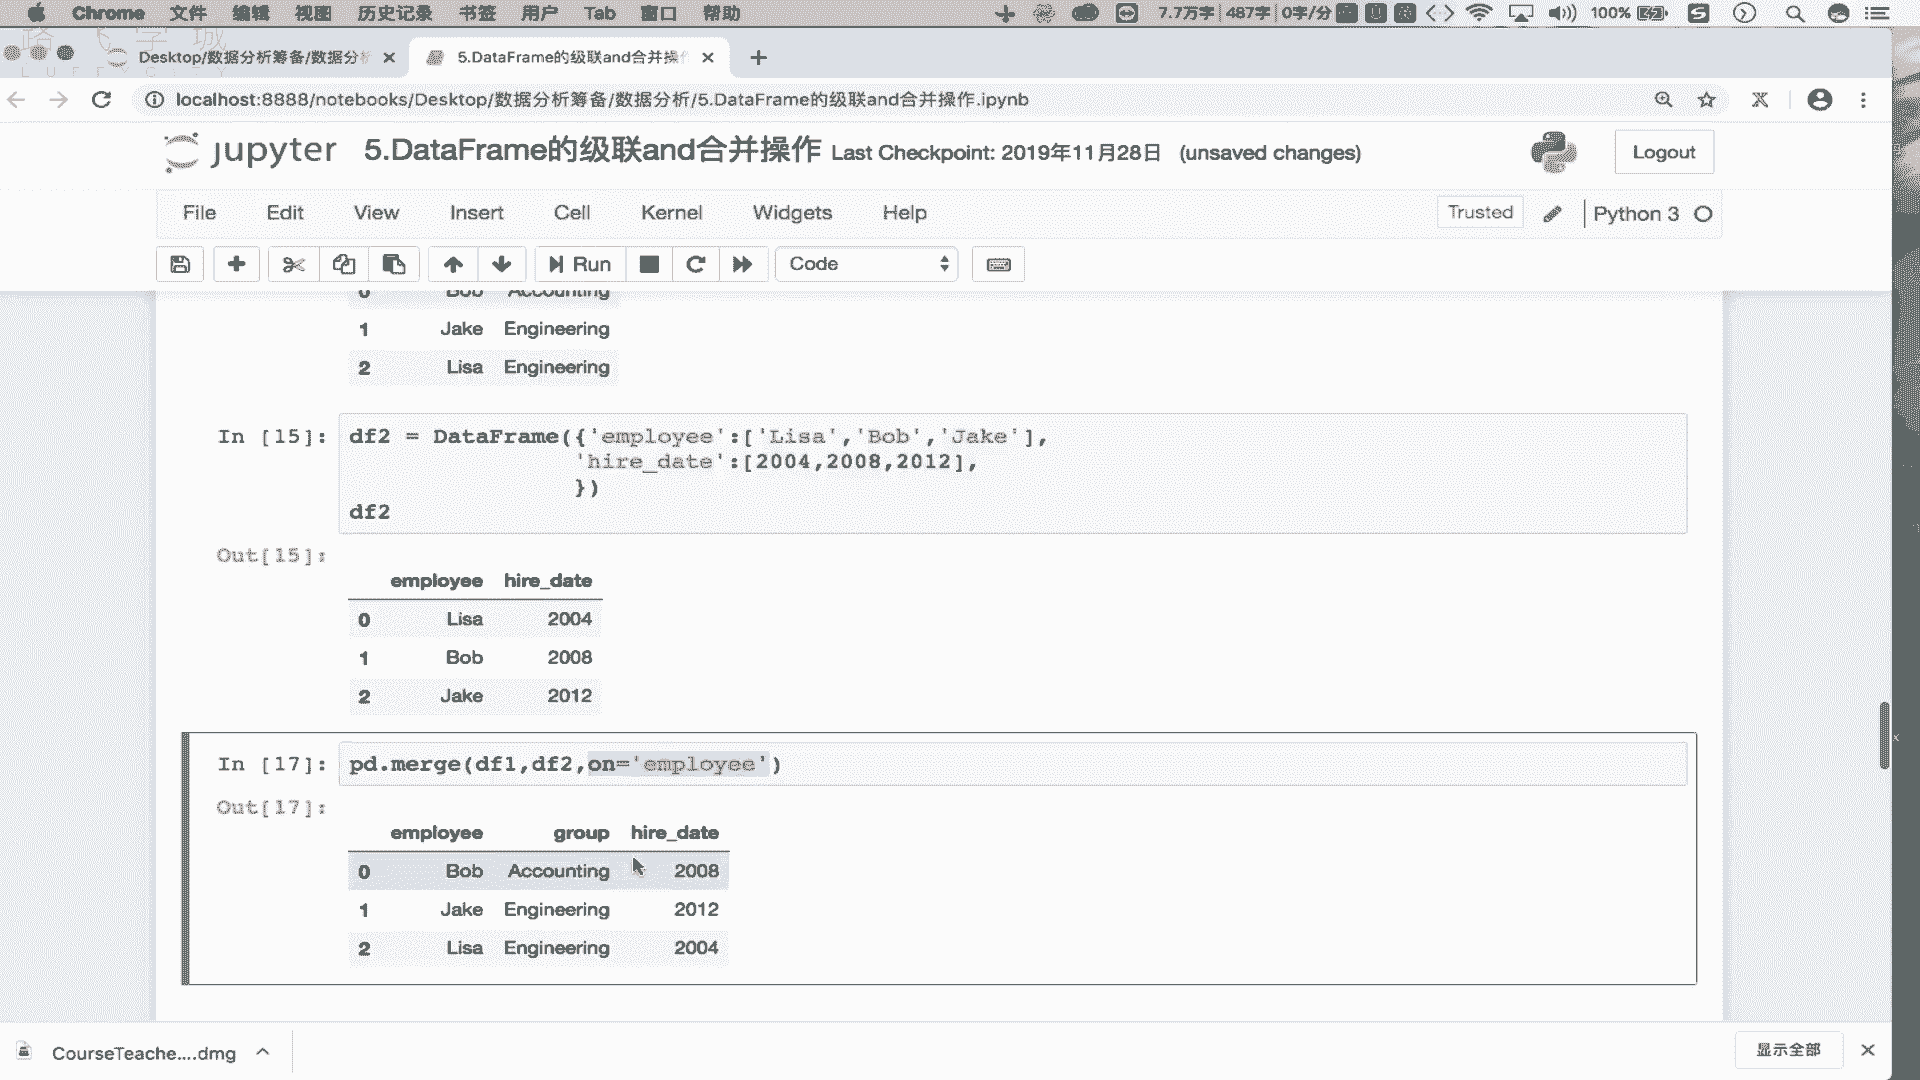 Chrome 文件 编辑 视图 历史记录 书签 用户 Tab 窗口 帮助 7.7万字 487字 0字/分 100%
路 学城
LUFFCITY
Desktop/数据分析筹备/数据分析 5.DataFrame的级联and合并操
localhost:8888/notebooks/Desktop/数据分析筹备/数据分析/5.DataFrame的级联and合并操作.ipynb
jupyter 5.DataFrame的级联and合并操作 Last Checkpoint: 2019年11月28日 (unsaved changes) Logout
File Edit View Insert Cell Kernel Widgets Help Trusted Python 3
Run Code
0 Bob Accounting
1 Jake Engineering
2 Lisa Engineering
In [15]: df2 = DataFrame({'employee':['Lisa','Bob','Jake'],
'hire_date':[2004,2008,2012],
})
df2
Out[15]:
employee hire_date
0 Lisa 2004
1 Bob 2008
2 Jake 2012
In [17]: pd.merge(df1,df2,on='employee')
Out[17]:
employee group hire_date
0 Bob Accounting 2008
1 Jake Engineering 2012
2 Lisa Engineering 2004
CourseTeache....dmg 显示全部